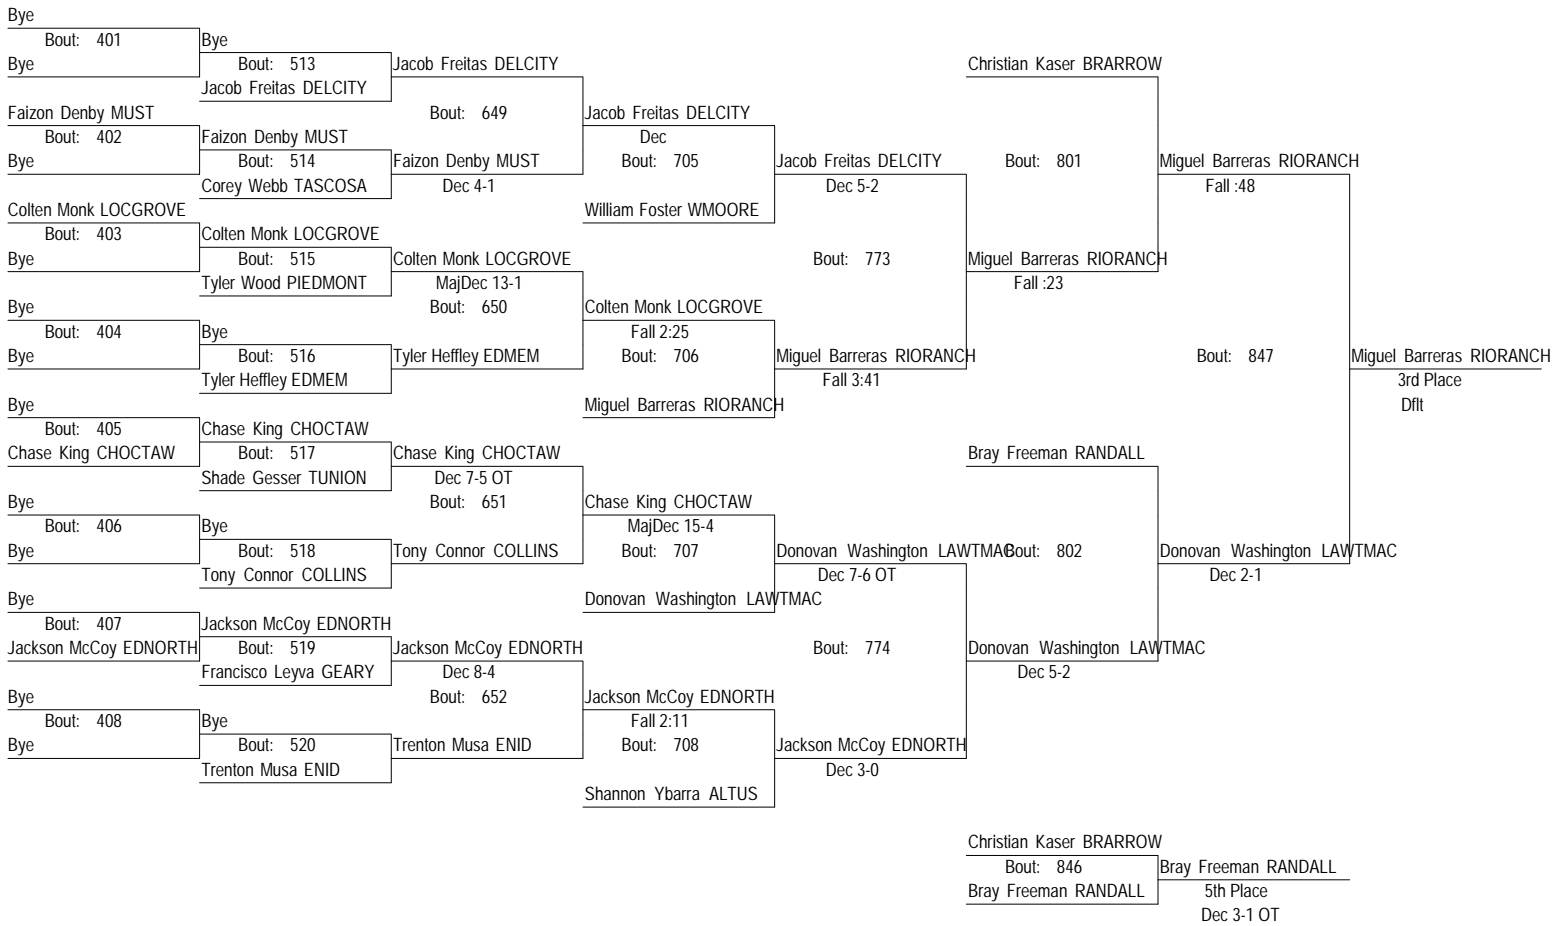 Bye
Bout: 401
Bye
Bye
Bout: 513
Jacob Freitas DELCITY
Jacob Freitas DELCITY
Christian Kaser BRARROW
Faizon Denby MUST
Bout: 402
Bye
Faizon Denby MUST
Bout: 514
Corey Webb TASCOSA
Bout: 649
Faizon Denby MUST
Dec 4-1
Jacob Freitas DELCITY
Dec
Bout: 705
William Foster WMOORE
Jacob Freitas DELCITY
Dec 5-2
Bout: 801
Miguel Barreras RIORANCH
Fall :48
Colten Monk LOCGROVE
Bout: 403
Bye
Colten Monk LOCGROVE
Bout: 515
Tyler Wood PIEDMONT
Colten Monk LOCGROVE
MajDec 13-1
Bout: 650
Bout: 773
Miguel Barreras RIORANCH
Fall :23
Bye
Bout: 404
Bye
Bye
Bout: 516
Tyler Heffley EDMEM
Tyler Heffley EDMEM
Colten Monk LOCGROVE
Fall 2:25
Bout: 706
Miguel Barreras RIORANCH
Miguel Barreras RIORANCH
Fall 3:41
Bout: 847
Miguel Barreras RIORANCH
3rd Place
Dflt
Bye
Bout: 405
Chase King CHOCTAW
Chase King CHOCTAW
Bout: 517
Shade Gesser TUNION
Chase King CHOCTAW
Dec 7-5 OT
Bout: 651
Bray Freeman RANDALL
Bye
Bout: 406
Bye
Bye
Bout: 518
Tony Connor COLLINS
Tony Connor COLLINS
Chase King CHOCTAW
MajDec 15-4
Bout: 707
Donovan Washington LAWTMAC
Donovan Washington LAWTMAC
Dec 7-6 OT
Bout: 802
Donovan Washington LAWTMAC
Dec 2-1
Bye
Bout: 407
Jackson McCoy EDNORTH
Jackson McCoy EDNORTH
Bout: 519
Francisco Leyva GEARY
Jackson McCoy EDNORTH
Dec 8-4
Bout: 652
Bout: 774
Donovan Washington LAWTMAC
Dec 5-2
Bye
Bout: 408
Bye
Bye
Bout: 520
Trenton Musa ENID
Trenton Musa ENID
Jackson McCoy EDNORTH
Fall 2:11
Bout: 708
Shannon Ybarra ALTUS
Jackson McCoy EDNORTH
Dec 3-0
Christian Kaser BRARROW
Bout: 846
Bray Freeman RANDALL
Bray Freeman RANDALL
5th Place
Dec 3-1 OT